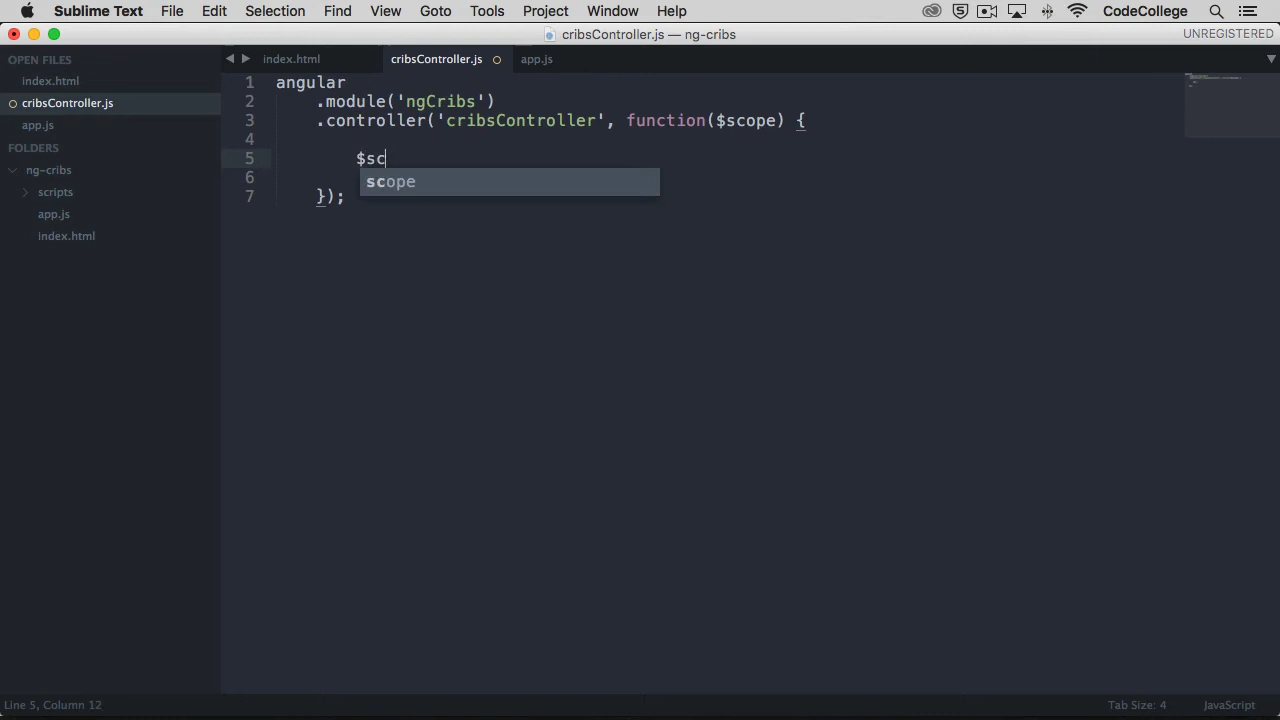 Sublime Text File Edit Selection Find View Goto Tools Project Window Help CodeCollege
cribsController.js — ng-cribs UNREGISTERED
OPEN FILES
index.html
cribsController.js
app.js
FOLDERS
ng-cribs
scripts
app.js
index.html
index.html cribsController.js app.js
1 angular
2 .module('ngCribs')
3 .controller('cribsController', function($scope) {
4
5 $sc
scope
6
7 });
Line 5, Column 12 Tab Size: 4 JavaScript